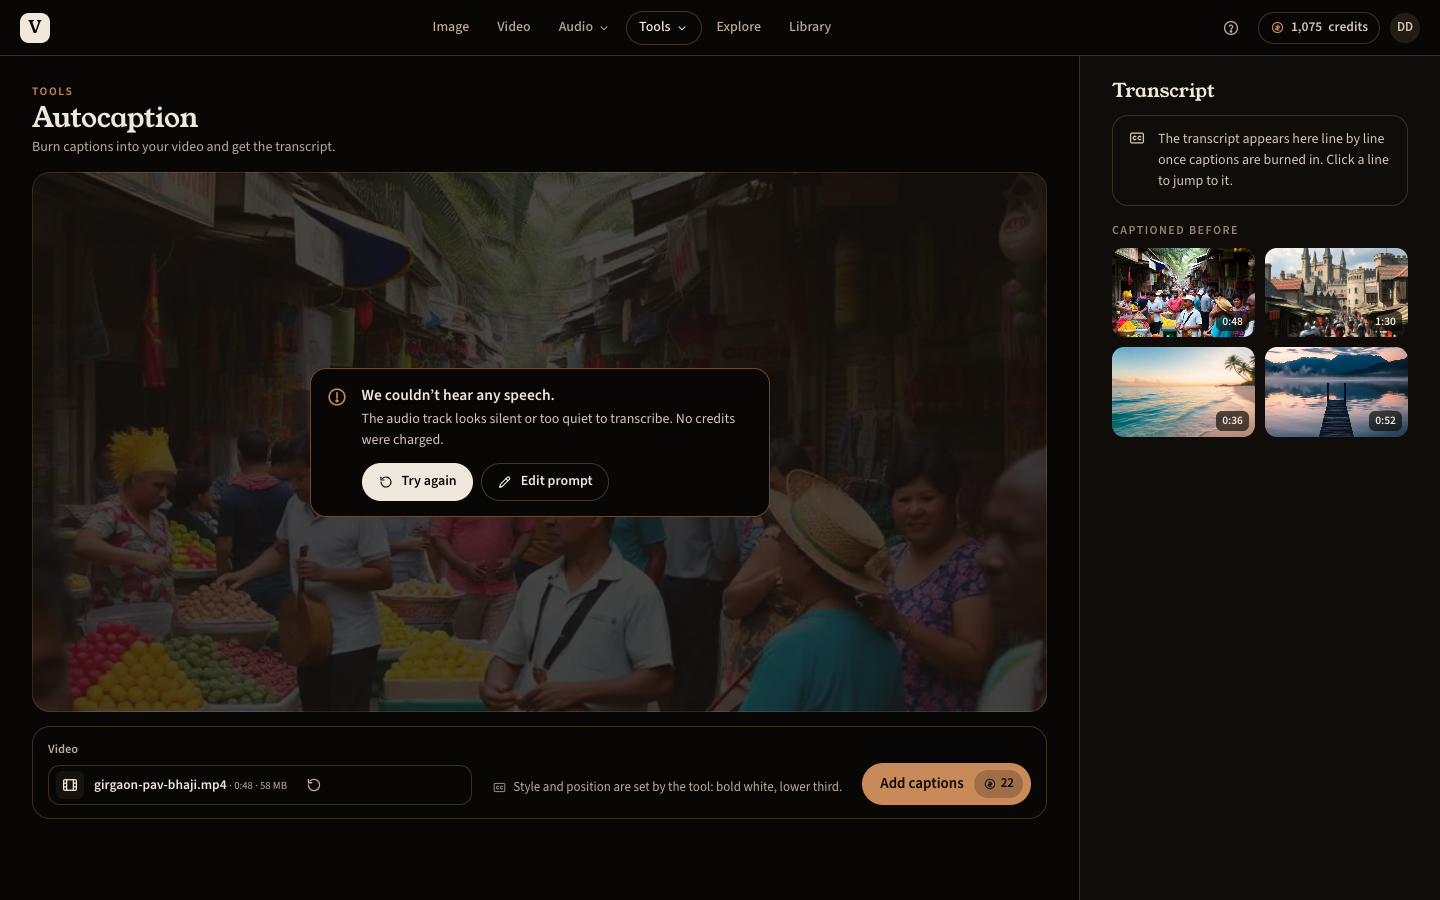 V
Image
Video
Audio
Tools
Explore
Library
1,075 credits
DD
TOOLS
Autocaption
Burn captions into your video and get the transcript.
We couldn’t hear any speech.
The audio track looks silent or too quiet to transcribe. No credits
were charged.
Try again
Edit prompt
Video
girgaon-pav-bhaji.mp4 · 0:48 · 58 MB
Style and position are set by the tool: bold white, lower third.
Add captions
22
Transcript
The transcript appears here line by line
once captions are burned in. Click a line
to jump to it.
CAPTIONED BEFORE
0:48
1:30
0:36
0:52